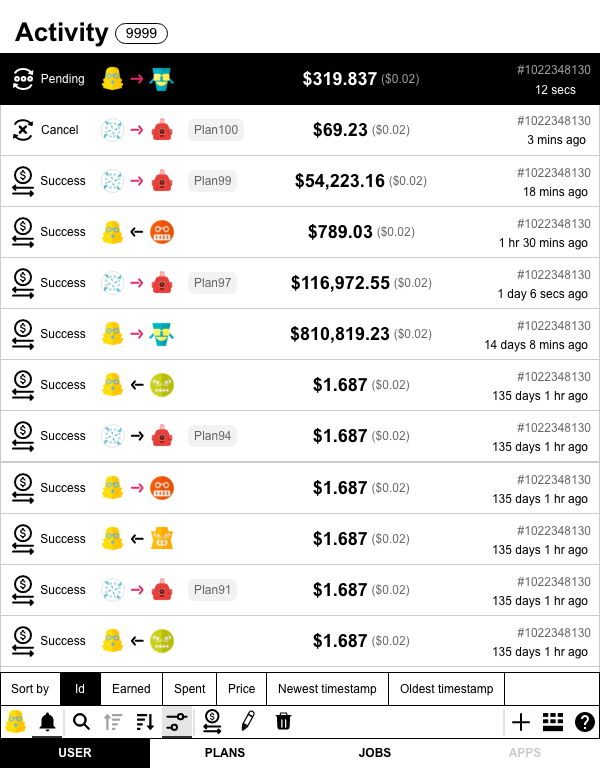 Activity 9999
Pending $319.837 ($0.02) #1022348130
12 secs
Cancel Plan100 $69.23 ($0.02) #1022348130
3 mins ago
Success Plan99 $54,223.16 ($0.02) #1022348130
18 mins ago
Success $789.03 ($0.02) #1022348130
1 hr 30 mins ago
Success Plan97 $116,972.55 ($0.02) #1022348130
1 day 6 secs ago
Success $810,819.23 ($0.02) #1022348130
14 days 8 mins ago
Success $1.687 ($0.02) #1022348130
135 days 1 hr ago
Success Plan94 $1.687 ($0.02) #1022348130
135 days 1 hr ago
Success $1.687 ($0.02) #1022348130
135 days 1 hr ago
Success $1.687 ($0.02) #1022348130
135 days 1 hr ago
Success Plan91 $1.687 ($0.02) #1022348130
135 days 1 hr ago
Success $1.687 ($0.02) #1022348130
135 days 1 hr ago
Sort by Id Earned Spent Price Newest timestamp Oldest timestamp
USER PLANS JOBS APPS